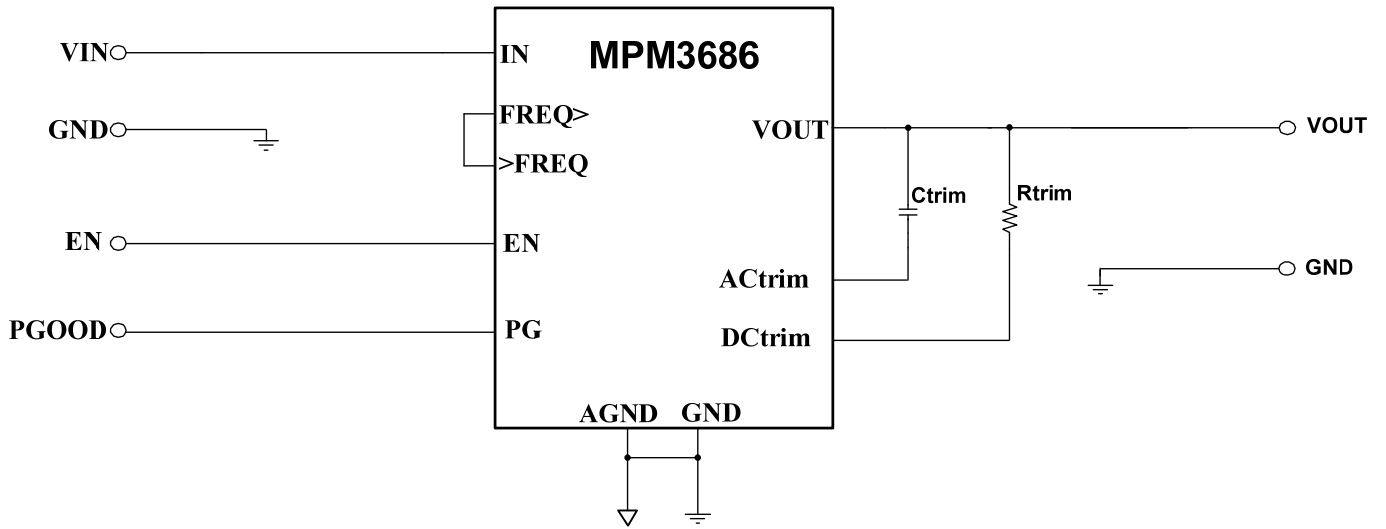 MPM3686
VIN
IN
FREQ>
GND
VOUT
VOUT
>FREQ
Ctrim
Rtrim
EN
EN
ACtrim
GND
PGOOD
PG
DCtrim
AGND
GND